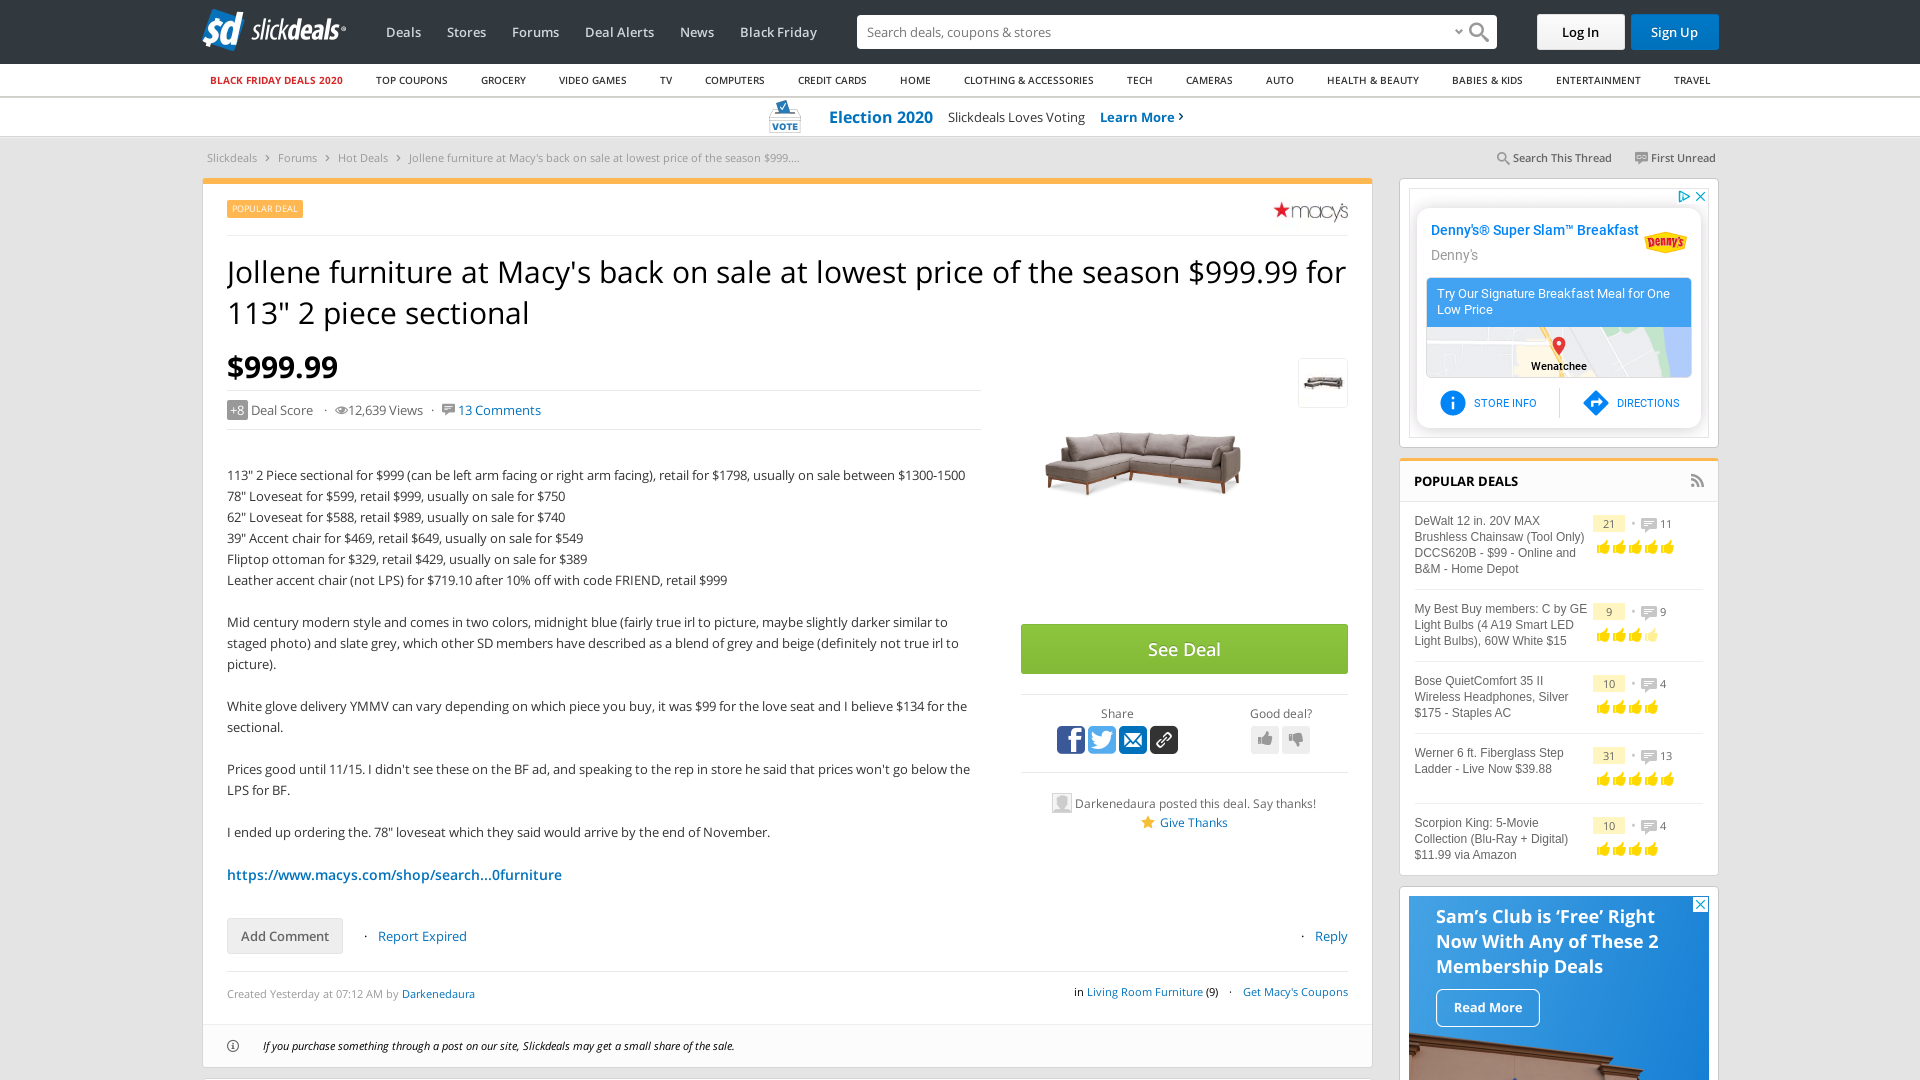 sd slickdeals
Deals Stores Forums Deal Alerts News Black Friday
Search deals, coupons & stores
Log In Sign Up
BLACK FRIDAY DEALS 2020 TOP COUPONS GROCERY VIDEO GAMES TV COMPUTERS CREDIT CARDS HOME CLOTHING & ACCESSORIES TECH CAMERAS AUTO HEALTH & BEAUTY BABIES & KIDS ENTERTAINMENT TRAVEL
VOTE Election 2020 Slickdeals Loves Voting Learn More
Slickdeals › Forums › Hot Deals › Jollene furniture at Macy's back on sale at lowest price of the season $999....
Search This Thread First Unread
POPULAR DEAL
macy's
Jollene furniture at Macy's back on sale at lowest price of the season $999.99 for
113" 2 piece sectional
$999.99
+8 Deal Score · 12,639 Views · 13 Comments
113" 2 Piece sectional for $999 (can be left arm facing or right arm facing), retail for $1798, usually on sale between $1300-1500
78" Loveseat for $599, retail $999, usually on sale for $750
62" Loveseat for $588, retail $989, usually on sale for $740
39" Accent chair for $469, retail $649, usually on sale for $549
Fliptop ottoman for $329, retail $429, usually on sale for $389
Leather accent chair (not LPS) for $719.10 after 10% off with code FRIEND, retail $999
Mid century modern style and comes in two colors, midnight blue (fairly true irl to picture, maybe slightly darker similar to
staged photo) and slate grey, which other SD members have described as a blend of grey and beige (definitely not true irl to
picture).
White glove delivery YMMV can vary depending on which piece you buy, it was $99 for the love seat and I believe $134 for the
sectional.
Prices good until 11/15. I didn't see these on the BF ad, and speaking to the rep in store he said that prices won't go below the
LPS for BF.
I ended up ordering the. 78" loveseat which they said would arrive by the end of November.
https://www.macys.com/shop/search...0furniture
See Deal
Share Good deal?
Darkenedaura posted this deal. Say thanks!
Give Thanks
Add Comment · Report Expired · Reply
Created Yesterday at 07:12 AM by Darkenedaura
in Living Room Furniture (9) · Get Macy's Coupons
If you purchase something through a post on our site, Slickdeals may get a small share of the sale.
Denny's® Super Slam™ Breakfast
Denny's
Denny's
Try Our Signature Breakfast Meal for One
Low Price
Wenatchee
STORE INFO DIRECTIONS
POPULAR DEALS
DeWalt 12 in. 20V MAX
Brushless Chainsaw (Tool Only)
DCCS620B - $99 - Online and
B&M - Home Depot
21 • 11
My Best Buy members: C by GE
Light Bulbs (4 A19 Smart LED
Light Bulbs), 60W White $15
9 • 9
Bose QuietComfort 35 II
Wireless Headphones, Silver
$175 - Staples AC
10 • 4
Werner 6 ft. Fiberglass Step
Ladder - Live Now $39.88
31 • 13
Scorpion King: 5-Movie
Collection (Blu-Ray + Digital)
$11.99 via Amazon
10 • 4
Sam's Club is ‘Free’ Right
Now With Any of These 2
Membership Deals
Read More